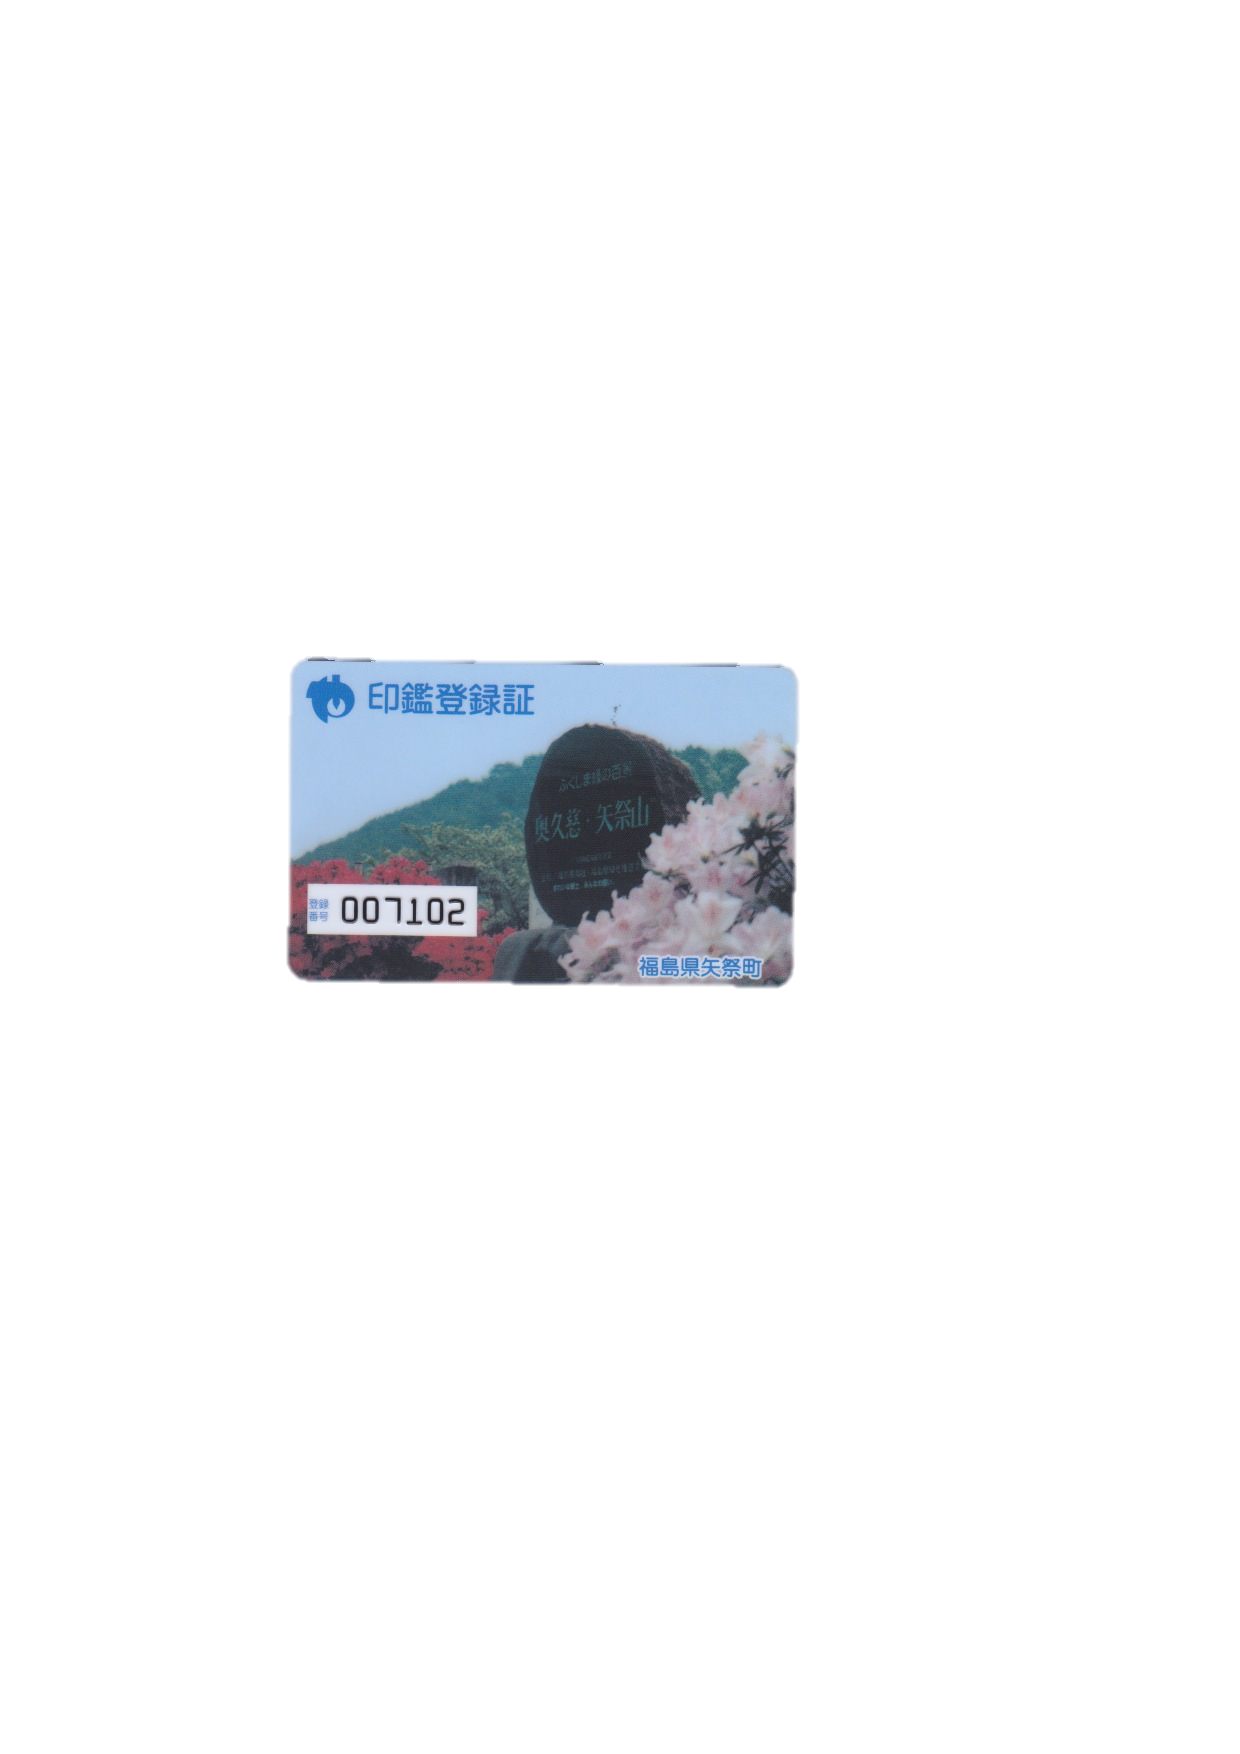 印鑑登録証
ふくしま緑の百景
奥久慈・矢祭山
登録
番号
007102
福島県矢祭町